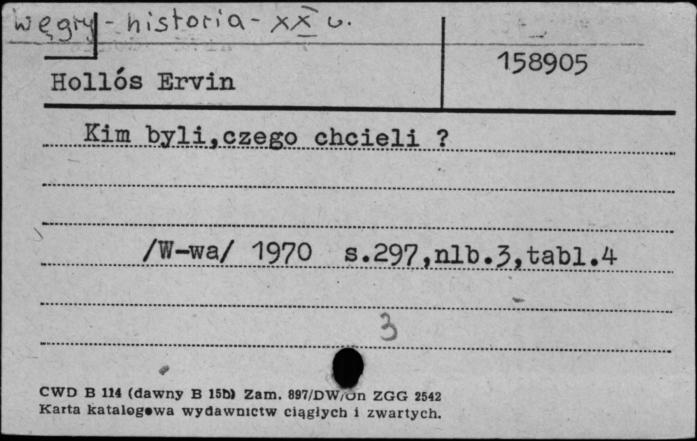 węgry - historia - XX w.
158905
Hollós Ervin
Kim byli,czego chcieli ?
/W-wa/ 1970 s.297,nlb.3,tabl.4
3
CWD B 114 (dawny B 15b) Zam. 897/DW/Gn ZGG 2542
Karta katalogowa wydawnictw ciągłych i zwartych.